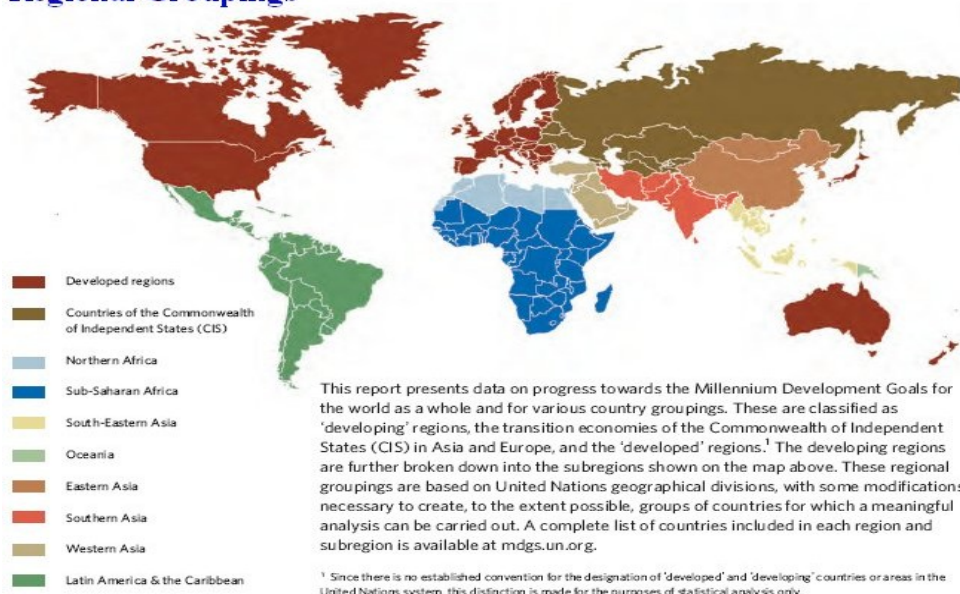 Regional Groupings
Developed regions
Countries of the Commonwealth
of Independent States (CIS)
Northern Africa
Sub-Saharan Africa
South-Eastern Asia
Oceania
Eastern Asia
Southern Asia
Western Asia
Latin America & the Caribbean
This report presents data on progress towards the Millennium Development Goals for
the world as a whole and for various country groupings. These are classified as
‘developing’ regions, the transition economies of the Commonwealth of Independent
States (CIS) in Asia and Europe, and the ‘developed’ regions.¹ The developing regions
are further broken down into the subregions shown on the map above. These regional
groupings are based on United Nations geographical divisions, with some modifications
necessary to create, to the extent possible, groups of countries for which a meaningful
analysis can be carried out. A complete list of countries included in each region and
subregion is available at mdgs.un.org.
¹ Since there is no established convention for the designation of ‘developed’ and ‘developing’ countries or areas in the
United Nations system, this distinction is made for the purposes of statistical analysis only.